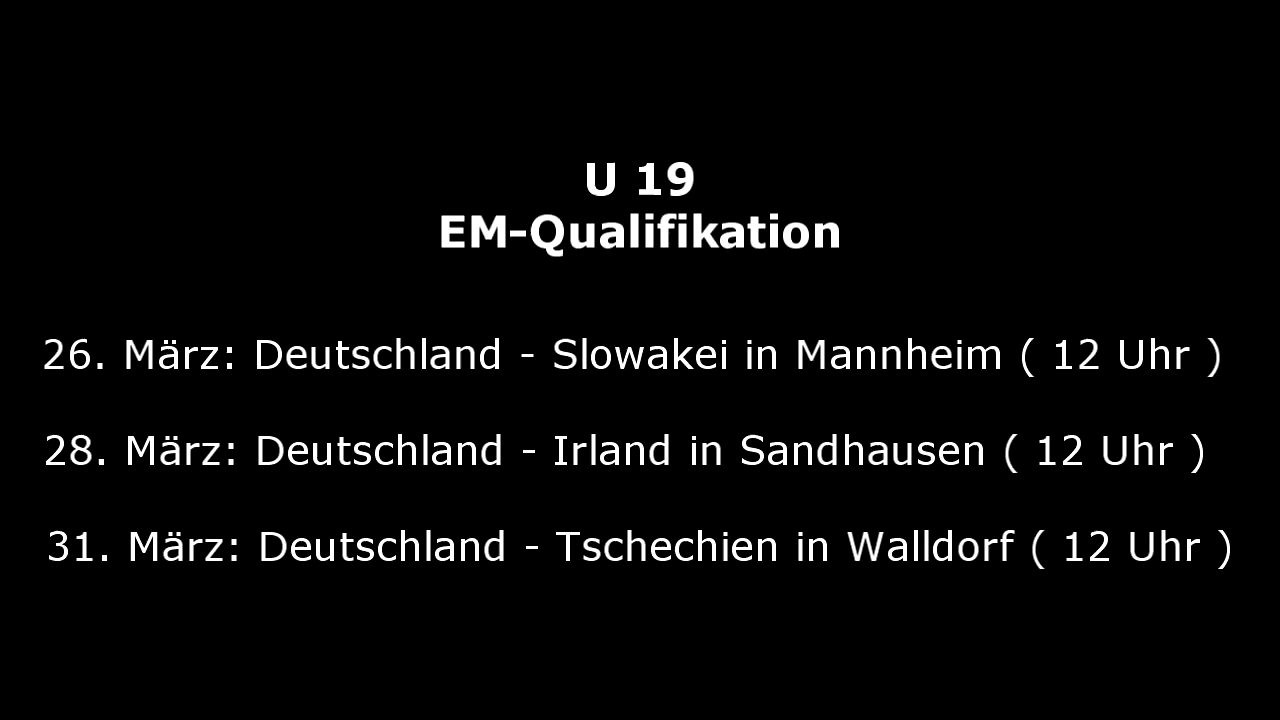 U 19
EM-Qualifikation
26. März: Deutschland - Slowakei in Mannheim ( 12 Uhr )
28. März: Deutschland - Irland in Sandhausen ( 12 Uhr )
31. März: Deutschland - Tschechien in Walldorf ( 12 Uhr )